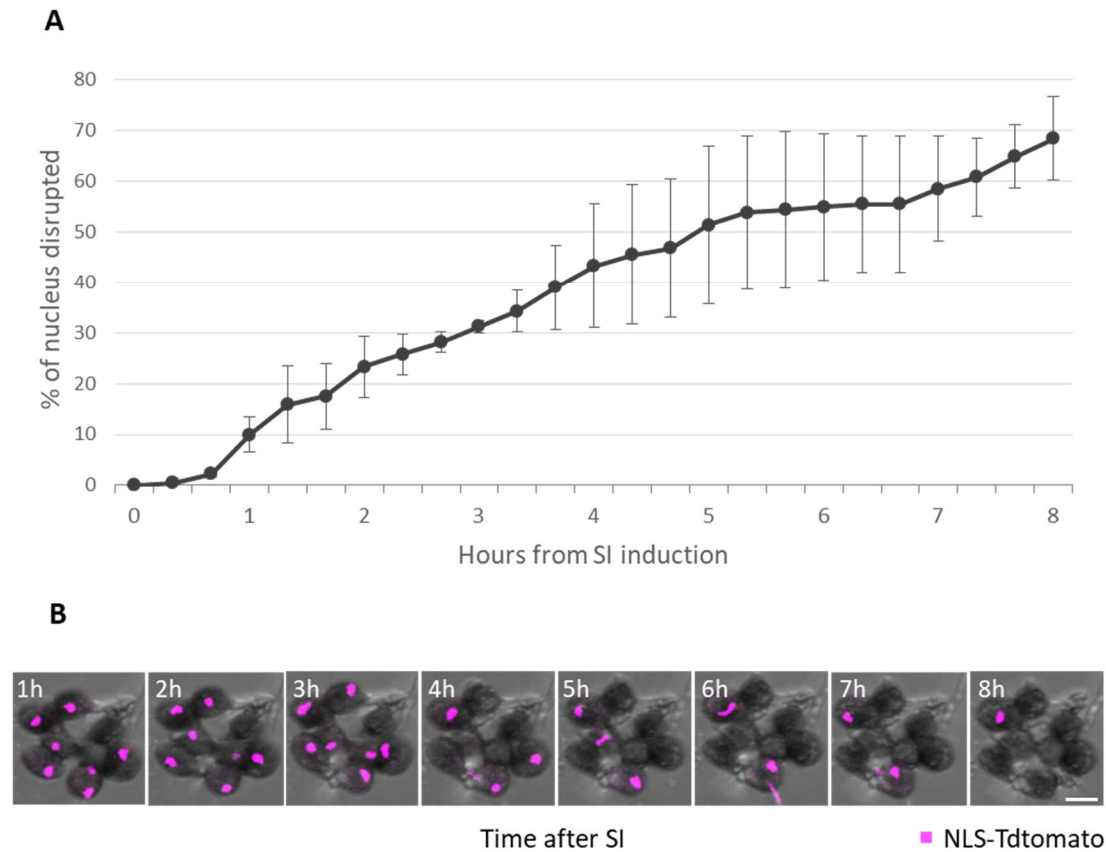 A
80
70
60
50
40
30
20
10
0
% of nucleus disrupted
0 1 2 3 4 5 6 7 8
Hours from SI induction
B
1h 2h 3h 4h 5h 6h 7h 8h
Time after SI
NLS-Tdtomato